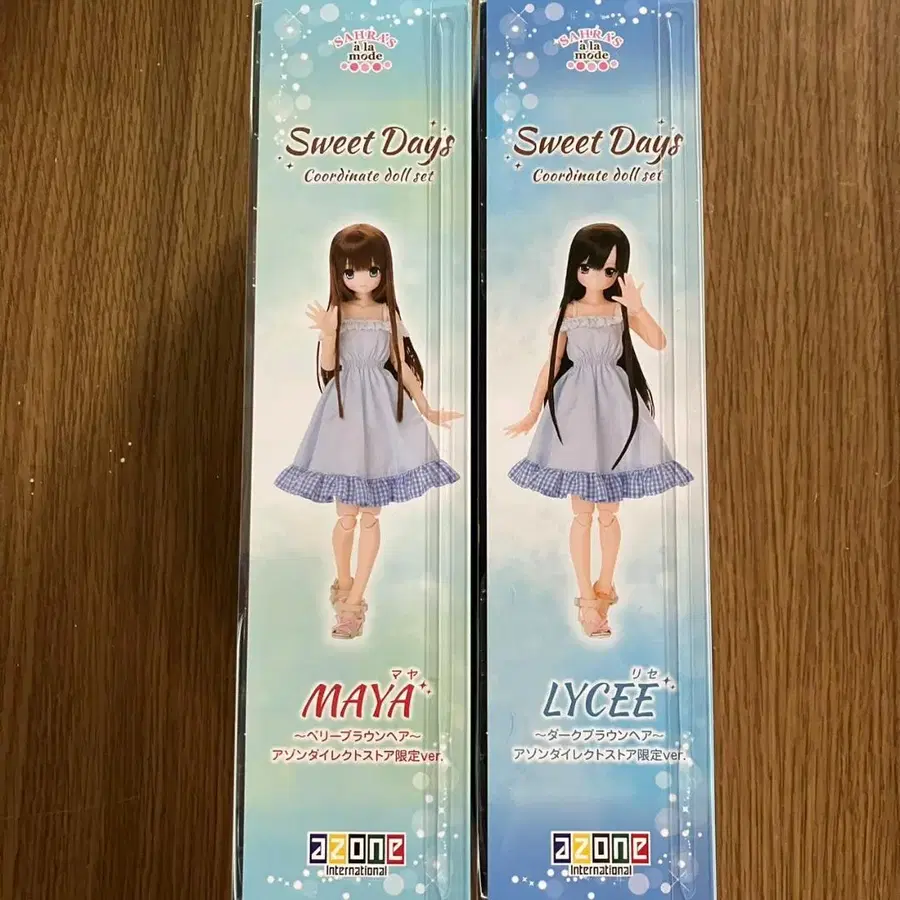 SAHRA'S
à la
mode
Sweet Days
Coordinate doll set
マヤ
MAYA
～ベリーブラウンヘア～
アゾンダイレクトストア限定ver.
azone
International
SAHRA'S
à la
mode
Sweet Days
Coordinate doll set
リセ
LYCEE
～ダークブラウンヘア～
アゾンダイレクトストア限定ver.
azone
International